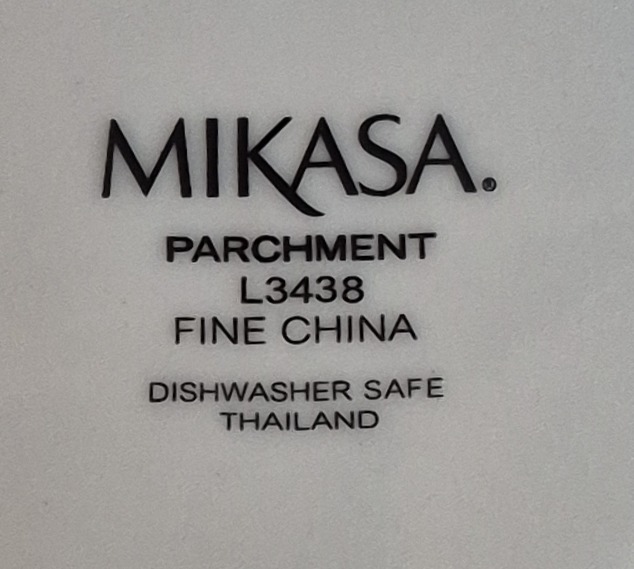 MIKASA®
PARCHMENT
L3438
FINE CHINA
DISHWASHER SAFE
THAILAND